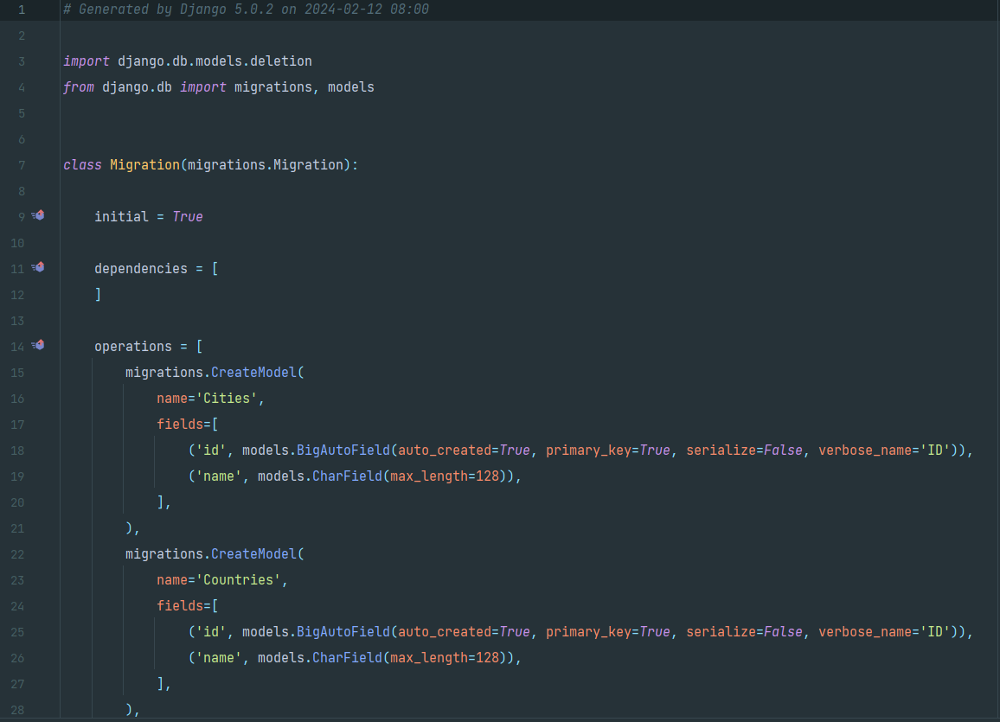 1 # Generated by Django 5.0.2 on 2024-02-12 08:00
2
3 import django.db.models.deletion
4 from django.db import migrations, models
5
6
7 class Migration(migrations.Migration):
8
9     initial = True
10
11     dependencies = [
12     ]
13
14     operations = [
15         migrations.CreateModel(
16             name='Cities',
17             fields=[
18                 ('id', models.BigAutoField(auto_created=True, primary_key=True, serialize=False, verbose_name='ID')),
19                 ('name', models.CharField(max_length=128)),
20             ],
21         ),
22         migrations.CreateModel(
23             name='Countries',
24             fields=[
25                 ('id', models.BigAutoField(auto_created=True, primary_key=True, serialize=False, verbose_name='ID')),
26                 ('name', models.CharField(max_length=128)),
27             ],
28         ),